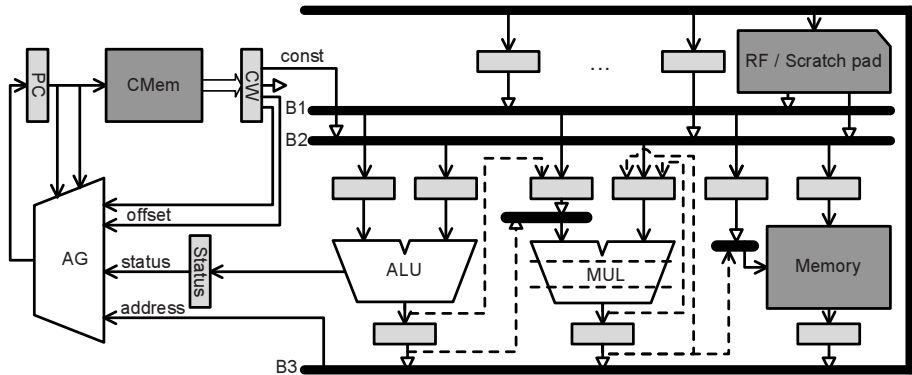 PC
CMem
CW
const
...
RF / Scratch pad
B1
B2
offset
AG
status
Status
ALU
MUL
Memory
address
B3